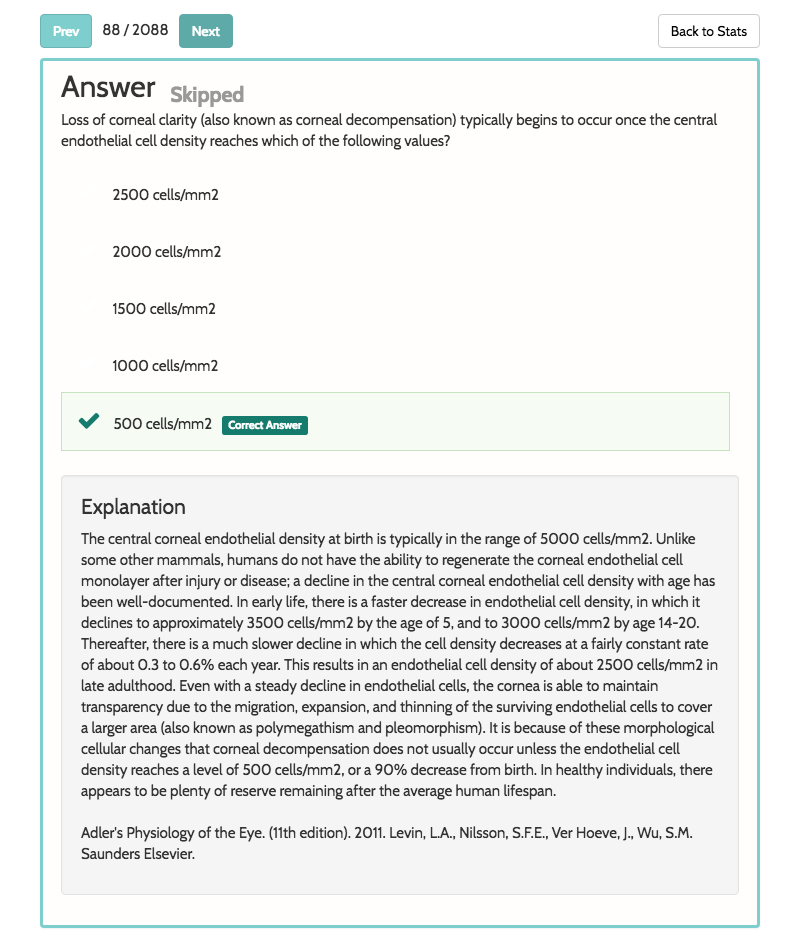 Prev 88 / 2088 Next Back to Stats
Answer Skipped
Loss of corneal clarity (also known as corneal decompensation) typically begins to occur once the central
endothelial cell density reaches which of the following values?
2500 cells/mm2
2000 cells/mm2
1500 cells/mm2
1000 cells/mm2
500 cells/mm2 Correct Answer
Explanation
The central corneal endothelial density at birth is typically in the range of 5000 cells/mm2. Unlike
some other mammals, humans do not have the ability to regenerate the corneal endothelial cell
monolayer after injury or disease; a decline in the central corneal endothelial cell density with age has
been well-documented. In early life, there is a faster decrease in endothelial cell density, in which it
declines to approximately 3500 cells/mm2 by the age of 5, and to 3000 cells/mm2 by age 14-20.
Thereafter, there is a much slower decline in which the cell density decreases at a fairly constant rate
of about 0.3 to 0.6% each year. This results in an endothelial cell density of about 2500 cells/mm2 in
late adulthood. Even with a steady decline in endothelial cells, the cornea is able to maintain
transparency due to the migration, expansion, and thinning of the surviving endothelial cells to cover
a larger area (also known as polymegathism and pleomorphism). It is because of these morphological
cellular changes that corneal decompensation does not usually occur unless the endothelial cell
density reaches a level of 500 cells/mm2, or a 90% decrease from birth. In healthy individuals, there
appears to be plenty of reserve remaining after the average human lifespan.
Adler's Physiology of the Eye. (11th edition). 2011. Levin, L.A., Nilsson, S.F.E., Ver Hoeve, J., Wu, S.M.
Saunders Elsevier.